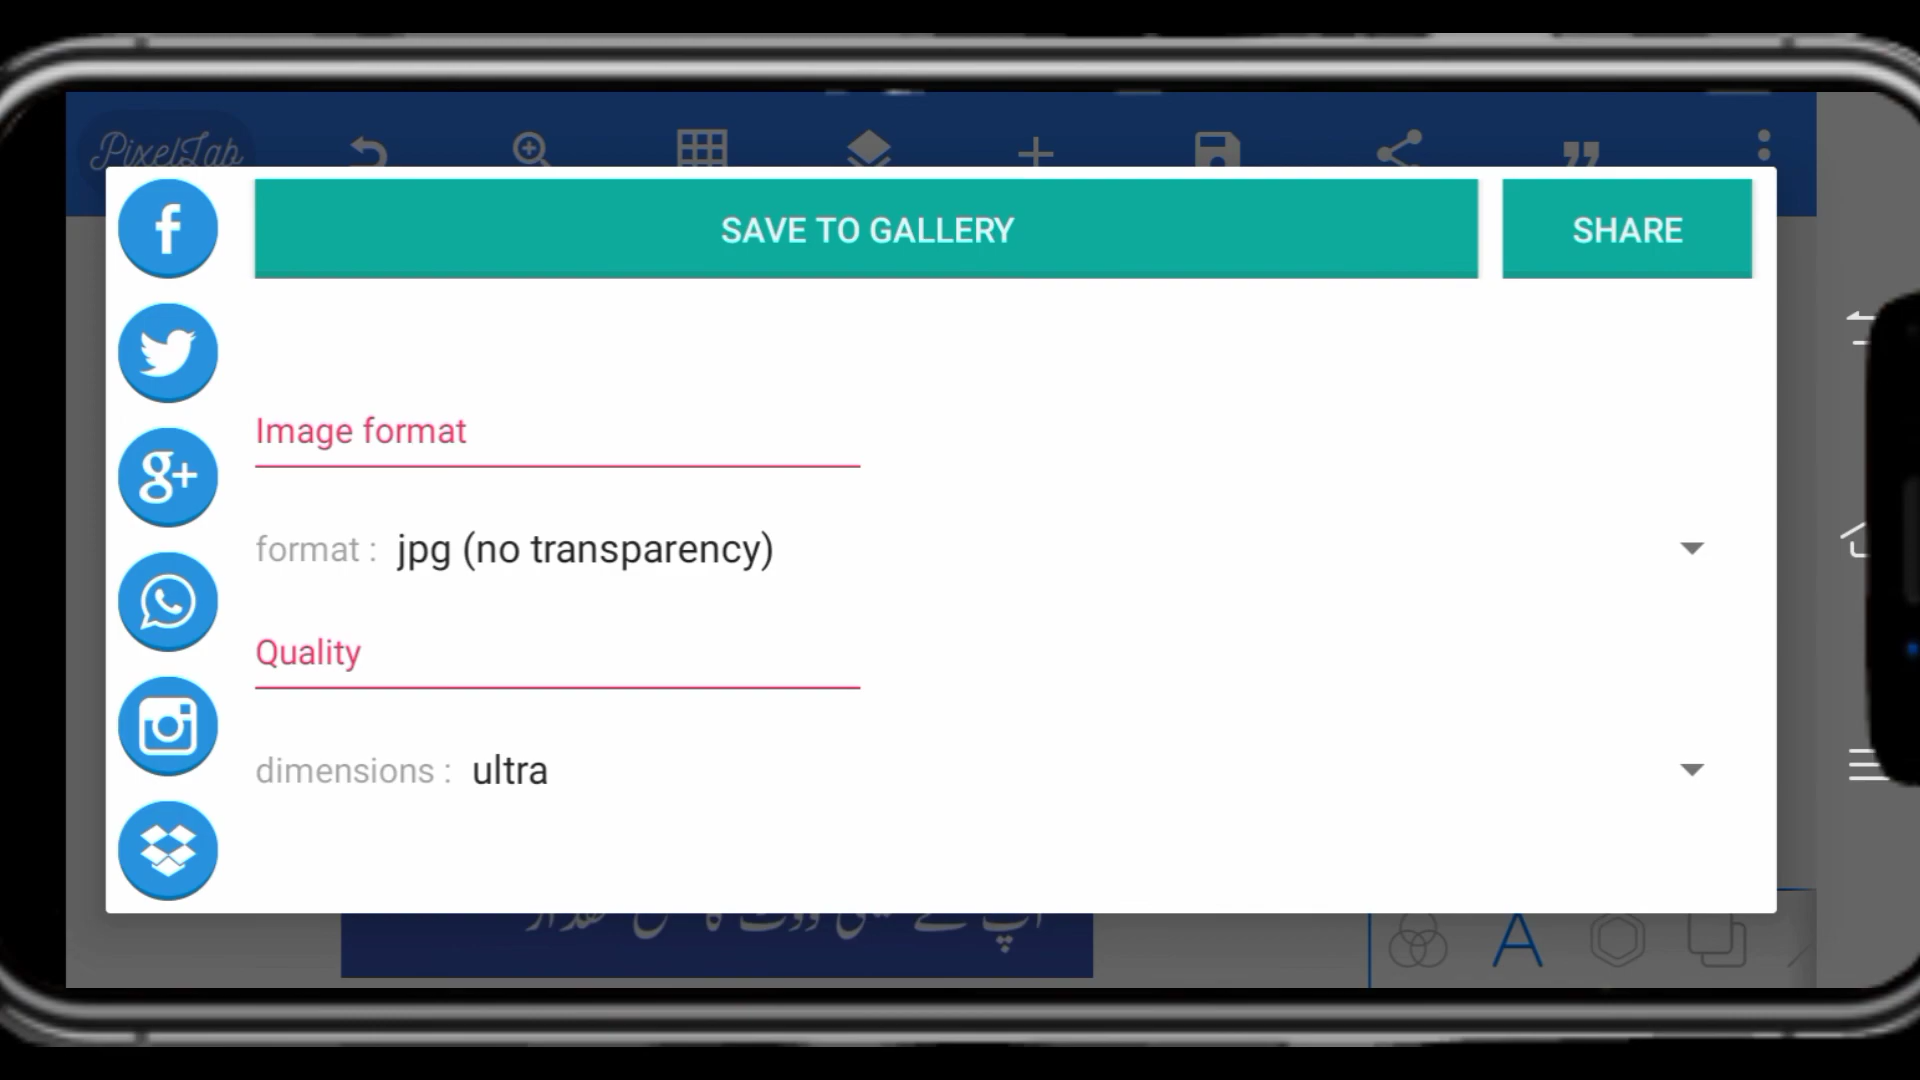 PixelLab
SAVE TO GALLERY
SHARE
Image format
format : jpg (no transparency)
Quality
dimensions : ultra